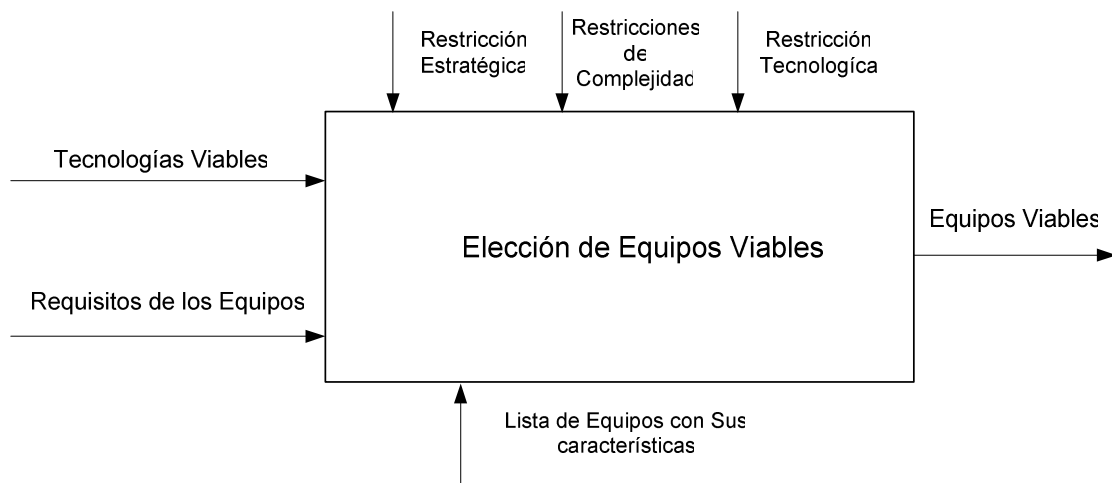 Restricción
Estratégica
Restricciones
de
Complejidad
Restricción
Tecnologíca
Tecnologías Viables
Elección de Equipos Viables
Equipos Viables
Requisitos de los Equipos
Lista de Equipos con Sus
características